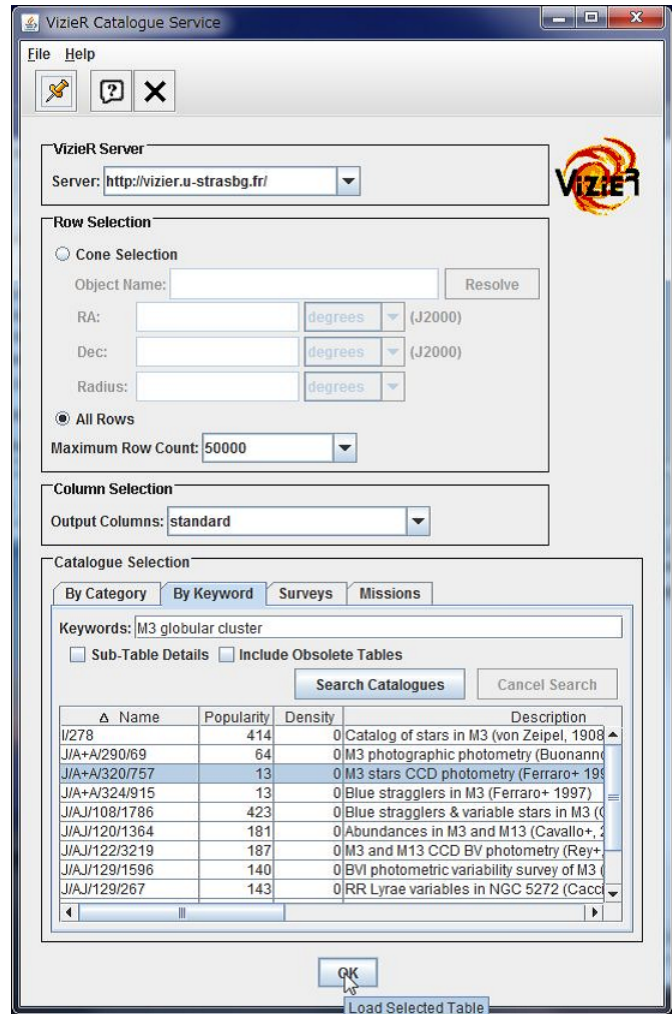 VizieR Catalogue Service
File Help
VizieR Server
Server: http://vizier.u-strasbg.fr/
VizieR
Row Selection
Cone Selection
Object Name: Resolve
RA: degrees (J2000)
Dec: degrees (J2000)
Radius: degrees
All Rows
Maximum Row Count: 50000
Column Selection
Output Columns: standard
Catalogue Selection
By Category By Keyword Surveys Missions
Keywords: M3 globular cluster
Sub-Table Details Include Obsolete Tables
Search Catalogues Cancel Search
Δ Name Popularity Density Description
I/278 414 0 Catalog of stars in M3 (von Zeipel, 1908
J/A+A/290/69 64 0 M3 photographic photometry (Buonanno
J/A+A/320/757 13 0 M3 stars CCD photometry (Ferraro+ 199
J/A+A/324/915 13 0 Blue stragglers in M3 (Ferraro+ 1997)
J/AJ/108/1786 423 0 Blue stragglers & variable stars in M3 (
J/AJ/120/1364 181 0 Abundances in M3 and M13 (Cavallo+,
J/AJ/122/3219 187 0 M3 and M13 CCD BV photometry (Rey+,
J/AJ/129/1596 140 0 BVI photometric variability survey of M3 (
J/AJ/129/267 143 0 RR Lyrae variables in NGC 5272 (Cacci
OK
Load Selected Table